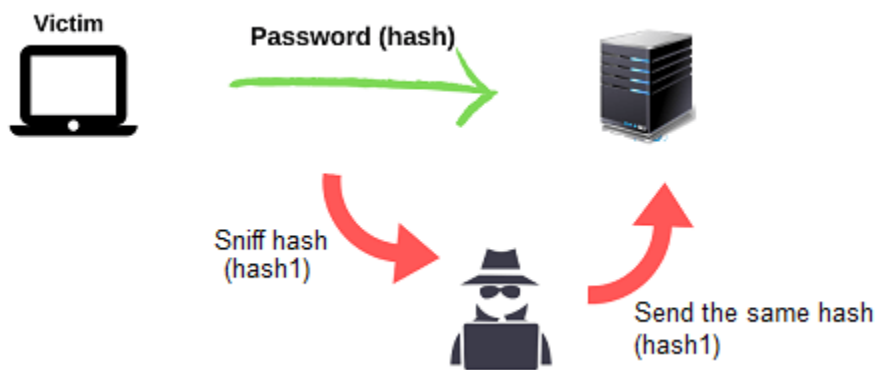 Victim
Password (hash)
Sniff hash
(hash1)
Send the same hash
(hash1)